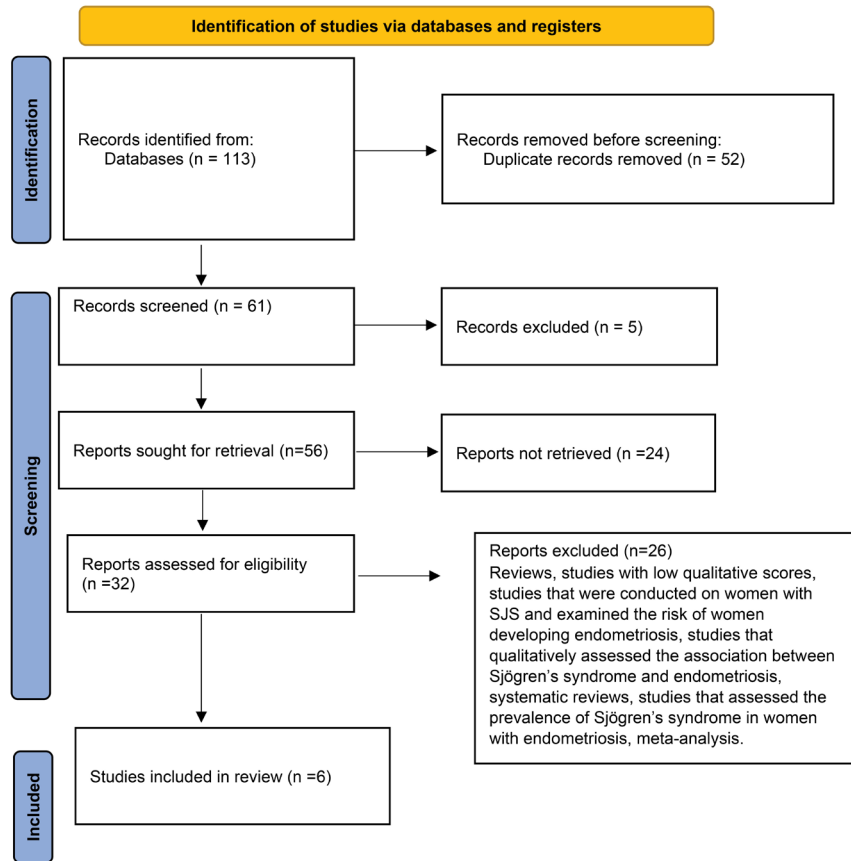 Identification of studies via databases and registers
Identification
Records identified from:
Databases (n = 113)
Records removed before screening:
Duplicate records removed (n = 52)
Screening
Records screened (n = 61)
Records excluded (n = 5)
Reports sought for retrieval (n=56)
Reports not retrieved (n =24)
Reports assessed for eligibility
(n =32)
Reports excluded (n=26)
Reviews, studies with low qualitative scores,
studies that were conducted on women with
SJS and examined the risk of women
developing endometriosis, studies that
qualitatively assessed the association between
Sjögren’s syndrome and endometriosis,
systematic reviews, studies that assessed the
prevalence of Sjögren’s syndrome in women
with endometriosis, meta-analysis.
Included
Studies included in review (n =6)